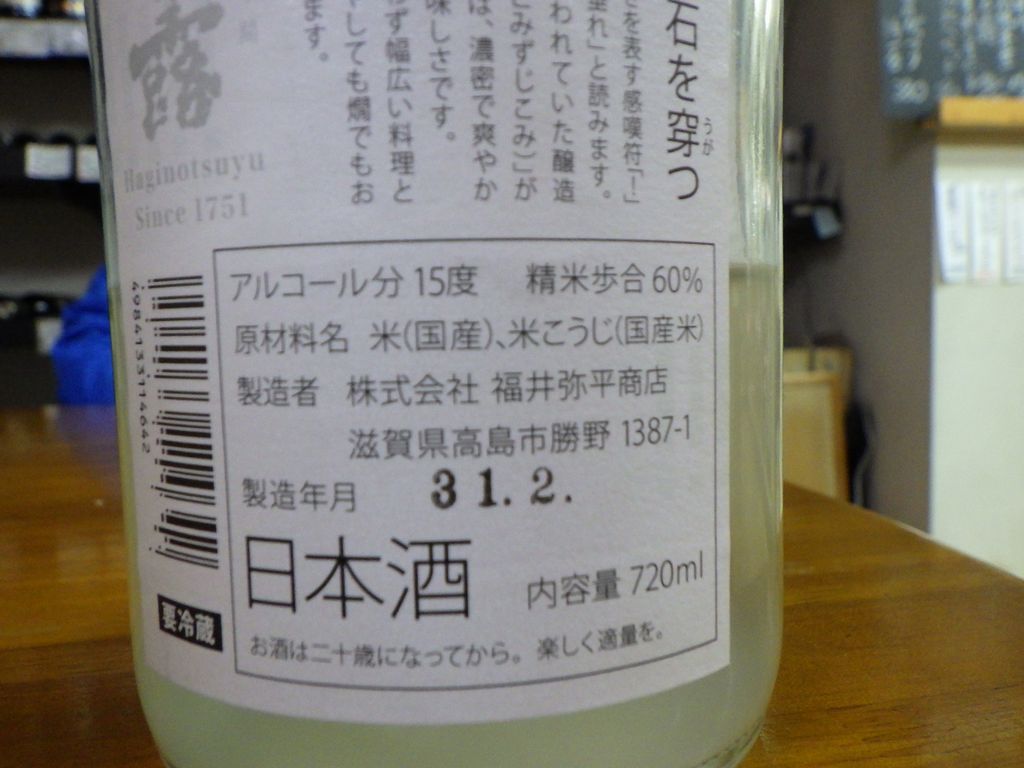 石を穿つ
うが
さを表す感嘆符「!」
垂れ」と読みます。
われていた醸造
こみずじこみ)」が
は、濃密で爽やか
味しさです。
わず幅広い料理と
やしても燗でもお
ます。
露
Haginotsuyu
Since 1751
4984133114642
アルコール分 15度 精米歩合 60%
原材料名 米(国産)、米こうじ(国産米)
製造者 株式会社 福井弥平商店
滋賀県高島市勝野 1387-1
製造年月 31.2.
日本酒 内容量 720ml
お酒は二十歳になってから。楽しく適量を。
要冷蔵